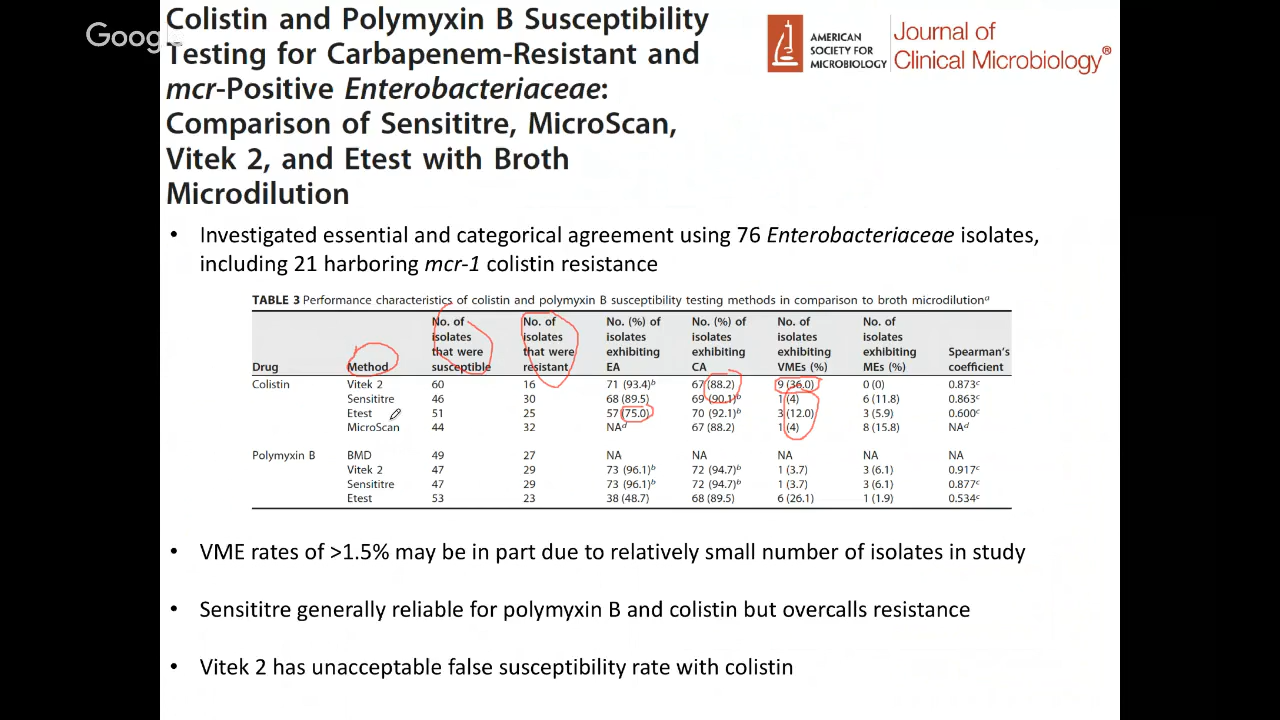 Google
Colistin and Polymyxin B Susceptibility
Testing for Carbapenem-Resistant and
mcr-Positive Enterobacteriaceae:
Comparison of Sensititre, MicroScan,
Vitek 2, and Etest with Broth
Microdilution
AMERICAN
SOCIETY FOR
MICROBIOLOGY
Journal of
Clinical Microbiology®
• Investigated essential and categorical agreement using 76 Enterobacteriaceae isolates,
including 21 harboring mcr-1 colistin resistance
TABLE 3 Performance characteristics of colistin and polymyxin B susceptibility testing methods in comparison to broth microdilutionᵃ
No. of No. of No. (%) of No. (%) of No. of No. of
isolates isolates isolates isolates isolates isolates
that were that were exhibiting exhibiting exhibiting exhibiting Spearman's
Drug Method susceptible resistant EA CA VMEs (%) MEs (%) coefficient
Colistin Vitek 2 60 16 71 (93.4)ᵇ 67 (88.2) 9 (36.0) 0 (0) 0.873ᶜ
Sensititre 46 30 68 (89.5) 69 (90.1)ᵇ 1 (4) 6 (11.8) 0.863ᶜ
Etest 51 25 57 (75.0) 70 (92.1)ᵇ 3 (12.0) 3 (5.9) 0.600ᶜ
MicroScan 44 32 NAᵈ 67 (88.2) 1 (4) 8 (15.8) NAᵈ
Polymyxin B BMD 49 27 NA NA NA NA NA
Vitek 2 47 29 73 (96.1)ᵇ 72 (94.7)ᵇ 1 (3.7) 3 (6.1) 0.917ᶜ
Sensititre 47 29 73 (96.1)ᵇ 72 (94.7)ᵇ 1 (3.7) 3 (6.1) 0.877ᶜ
Etest 53 23 38 (48.7) 68 (89.5) 6 (26.1) 1 (1.9) 0.534ᶜ
• VME rates of >1.5% may be in part due to relatively small number of isolates in study
• Sensititre generally reliable for polymyxin B and colistin but overcalls resistance
• Vitek 2 has unacceptable false susceptibility rate with colistin